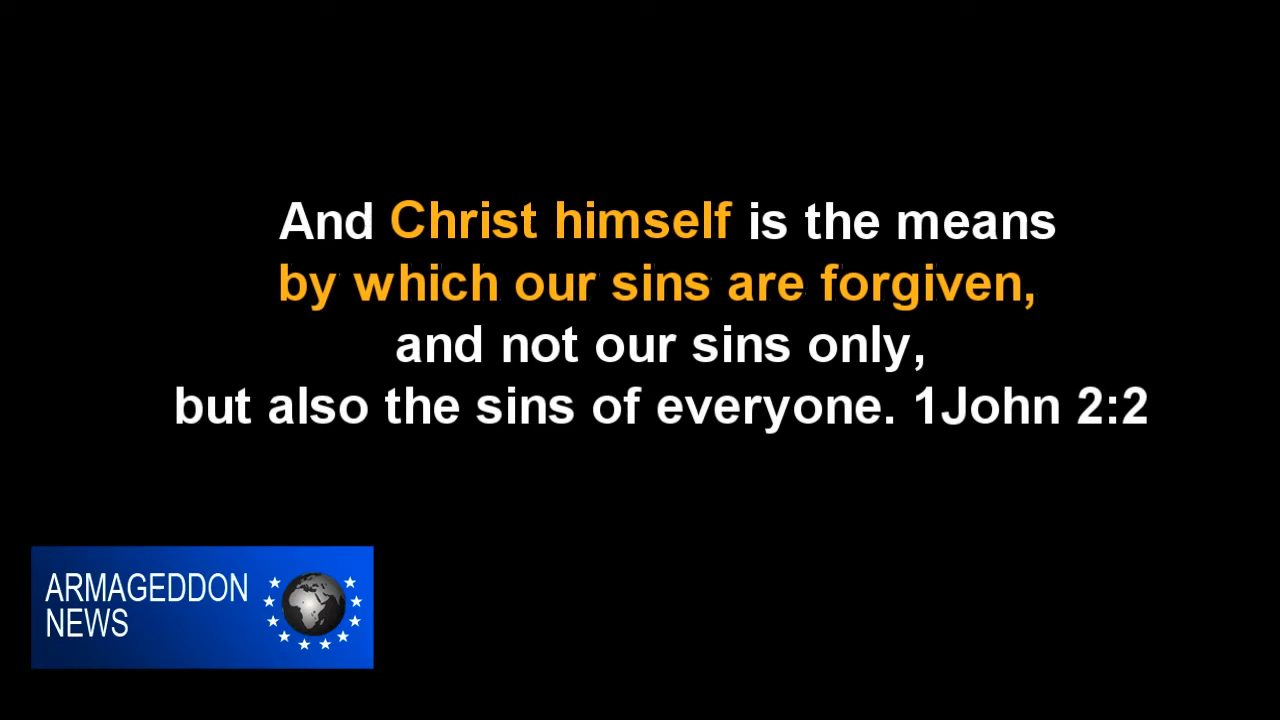 And Christ himself is the means
by which our sins are forgiven,
and not our sins only,
but also the sins of everyone. 1John 2:2
ARMAGEDDON
NEWS